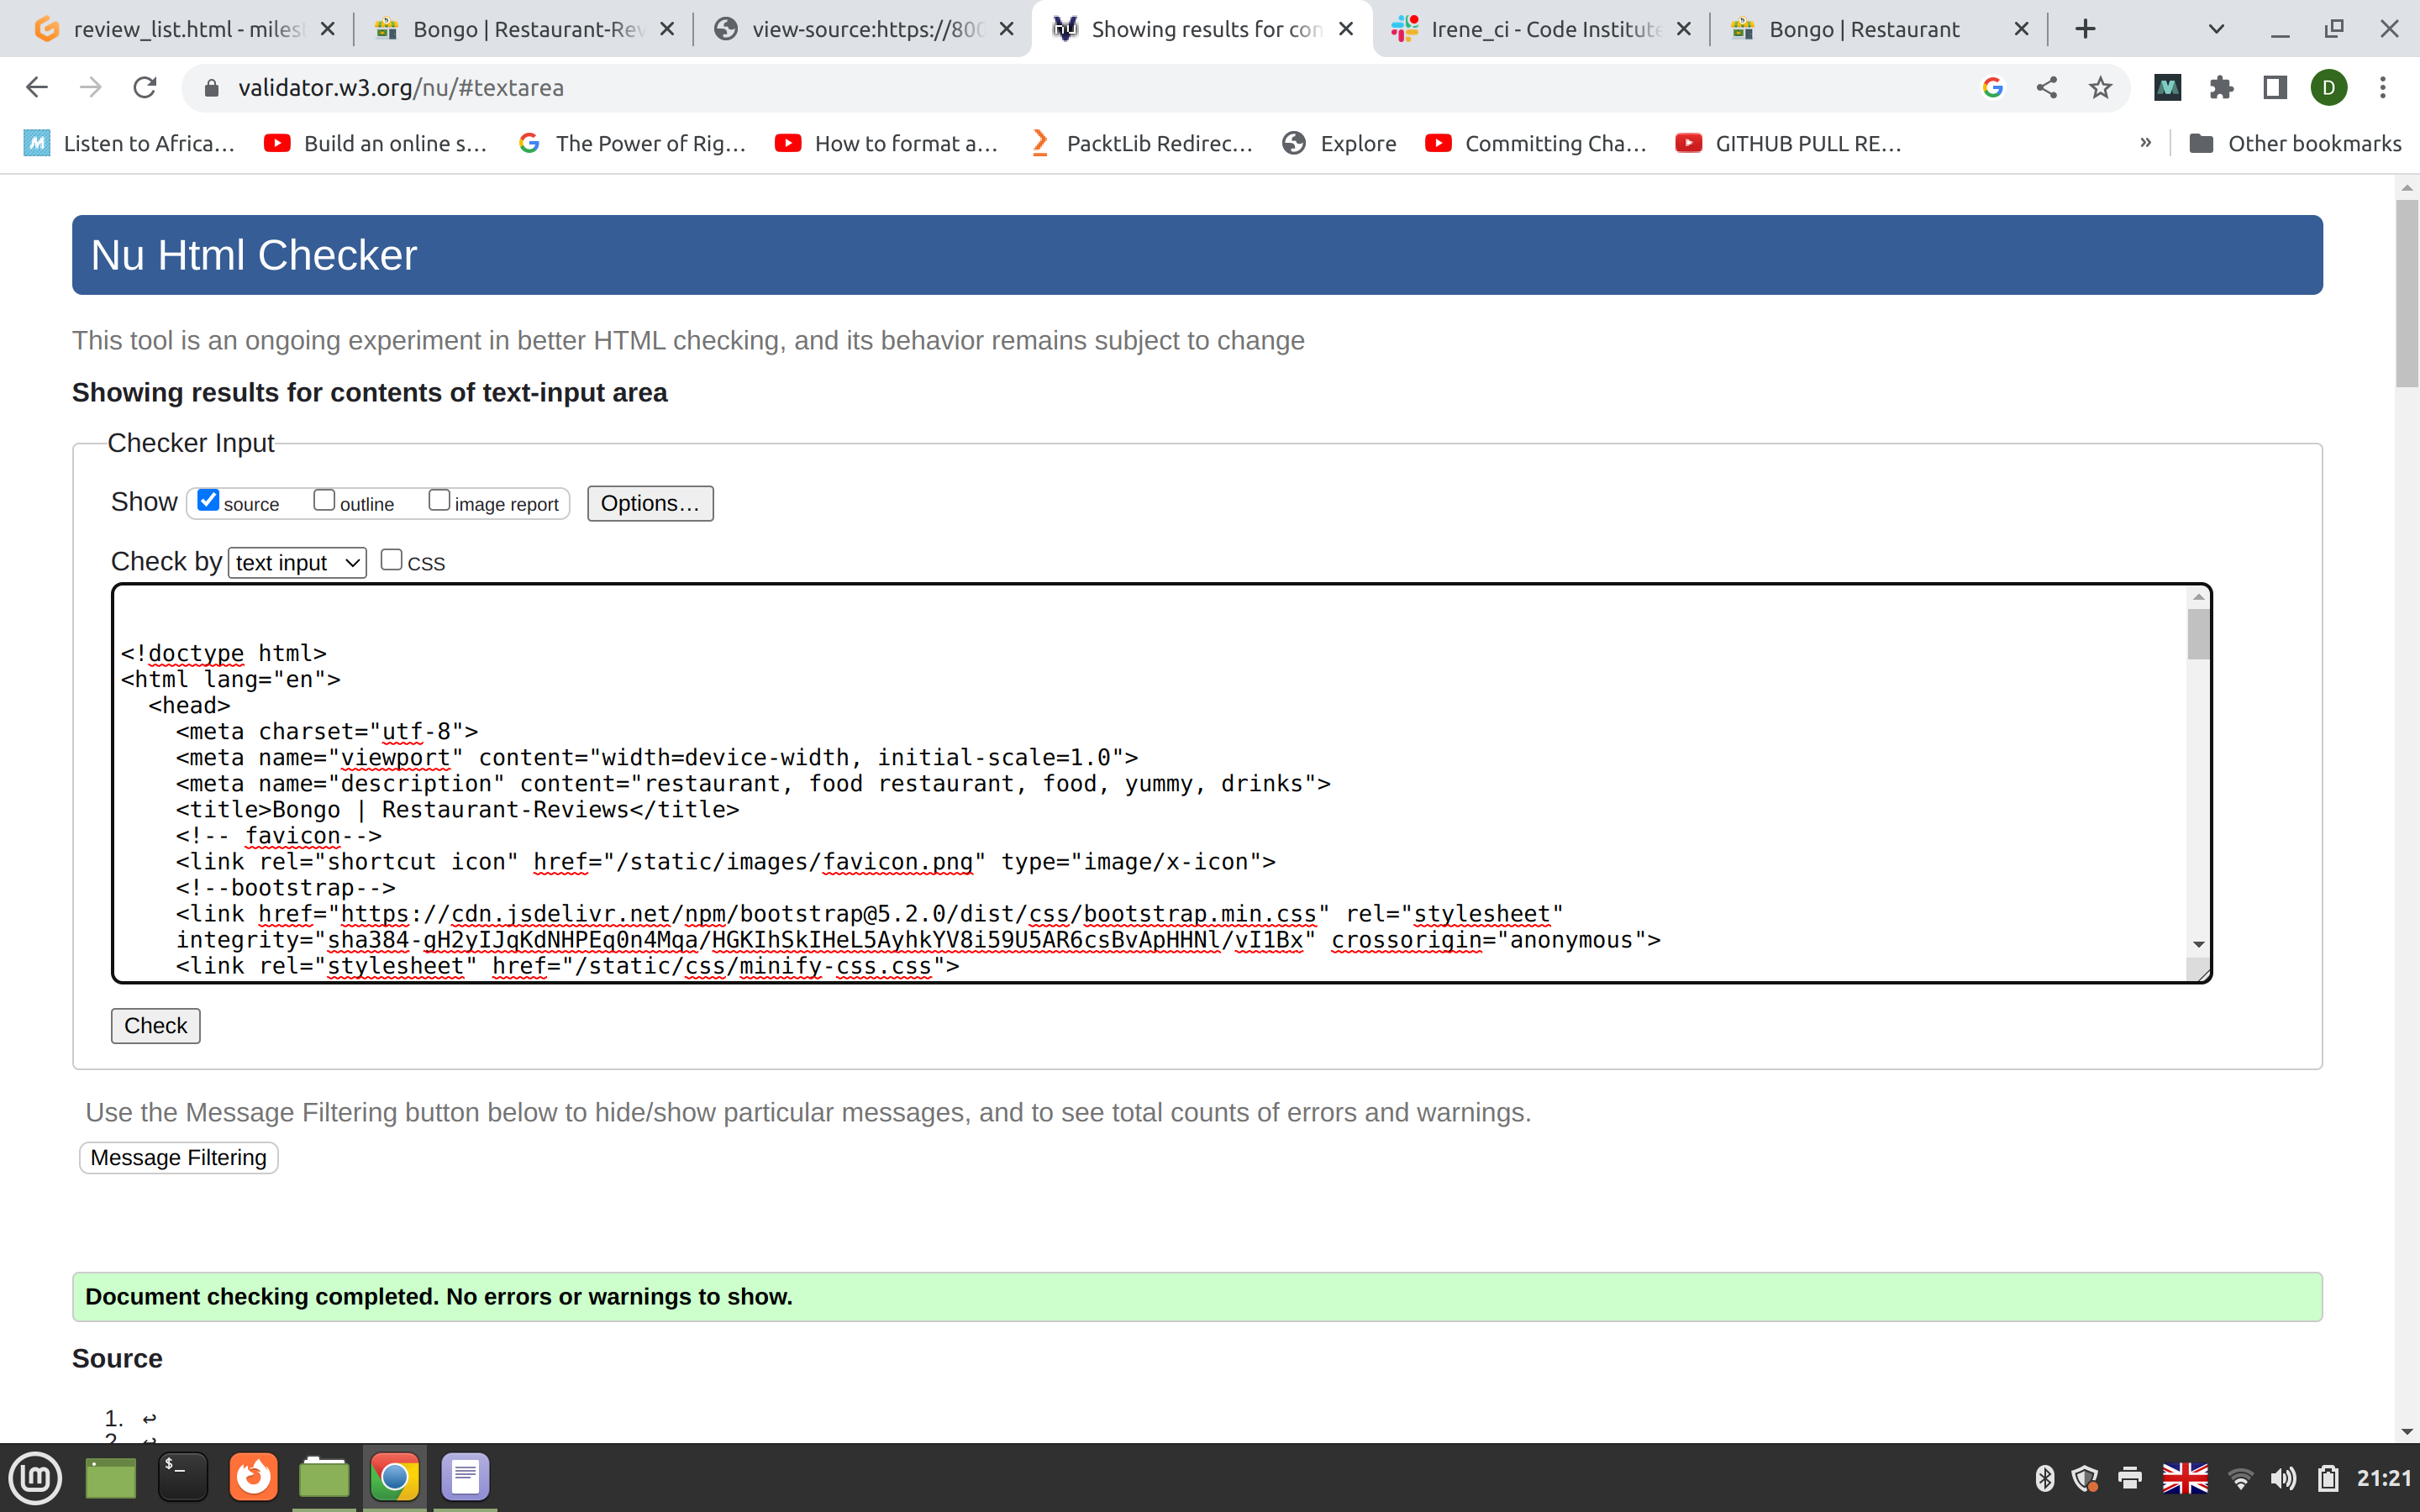 review_list.html - miles
Bongo | Restaurant-Rev
view-source:https://800
Showing results for con
Irene_ci - Code Institute
Bongo | Restaurant
validator.w3.org/nu/#textarea
D
Listen to Africa...
Build an online s...
The Power of Rig...
How to format a...
PacktLib Redirec...
Explore
Committing Cha...
GITHUB PULL RE...
»
Other bookmarks
Nu Html Checker
This tool is an ongoing experiment in better HTML checking, and its behavior remains subject to change
Showing results for contents of text-input area
Checker Input
Show source outline image report Options...
Check by text input CSS
<!doctype html>
<html lang="en">
<head>
<meta charset="utf-8">
<meta name="viewport" content="width=device-width, initial-scale=1.0">
<meta name="description" content="restaurant, food restaurant, food, yummy, drinks">
<title>Bongo | Restaurant-Reviews</title>
<!-- favicon-->
<link rel="shortcut icon" href="/static/images/favicon.png" type="image/x-icon">
<!--bootstrap-->
<link href="https://cdn.jsdelivr.net/npm/bootstrap@5.2.0/dist/css/bootstrap.min.css" rel="stylesheet"
integrity="sha384-gH2yIJqKdNHPEq0n4Mqa/HGKIhSkIHeL5AyhkYV8i59U5AR6csBvApHHNl/vI1Bx" crossorigin="anonymous">
<link rel="stylesheet" href="/static/css/minify-css.css">
Check
Use the Message Filtering button below to hide/show particular messages, and to see total counts of errors and warnings.
Message Filtering
Document checking completed. No errors or warnings to show.
Source
1. ↩
2. ↩
$_
21:21